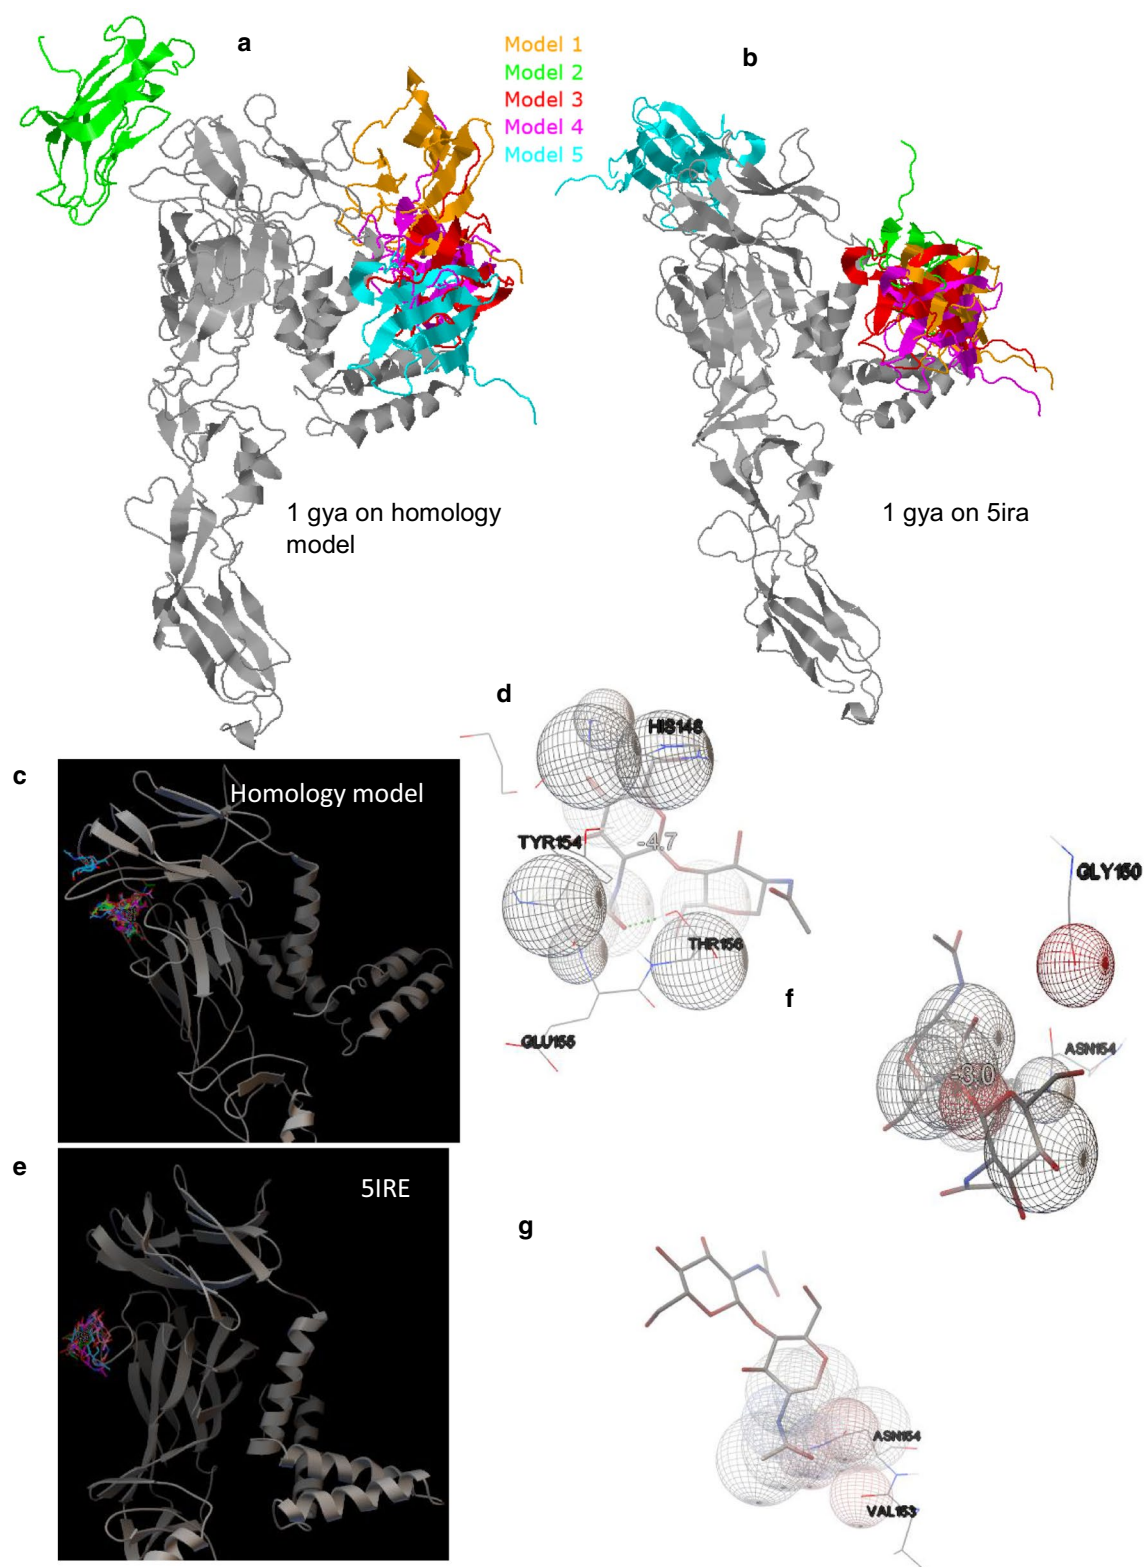 a
b
Model 1
Model 2
Model 3
Model 4
Model 5
1 gya on homology
model
1 gya on 5ira
c
Homology model
d
HIS148
TYR154
-4.7
THR156
GLU155
f
GLY150
ASN154
-3.0
e
5IRE
g
ASN154
VAL153